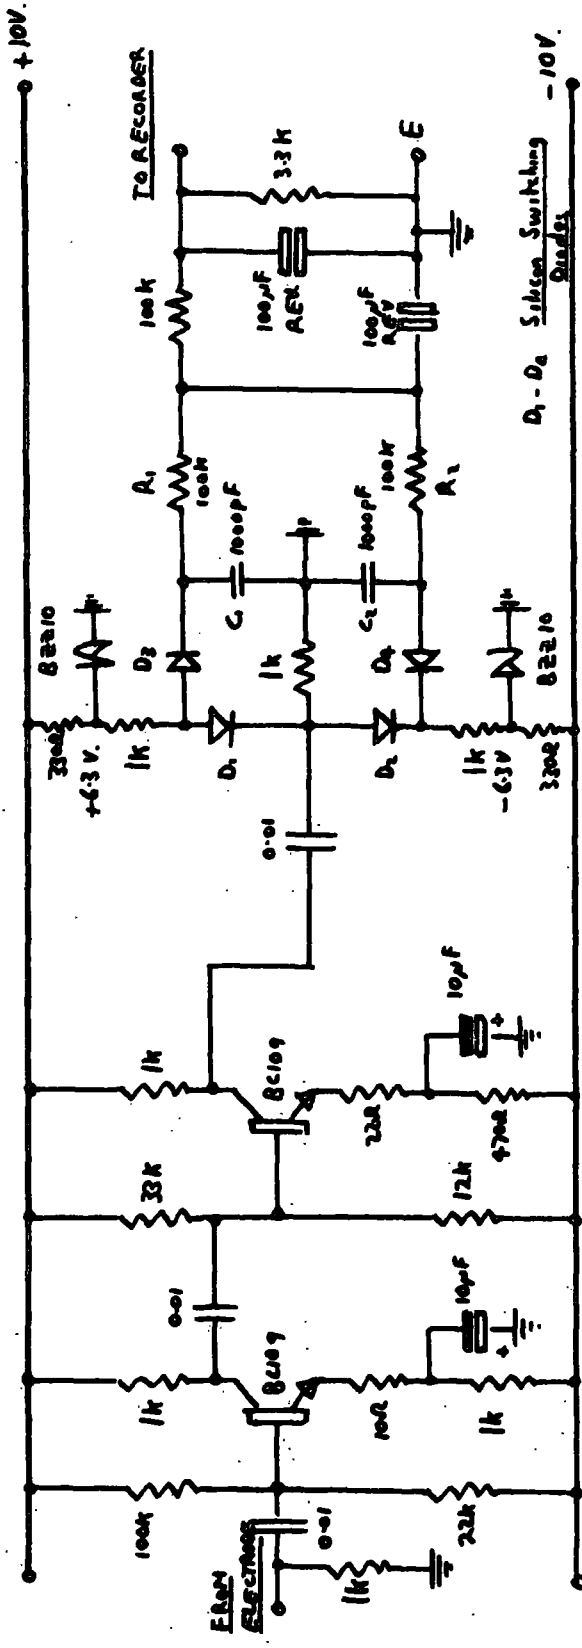 +10V.
FROM
ELECTRODE
100k
1k
0.01
22k
1k
BC109
10Ω
1k
10µF
+
0.01
33k
12k
1k
BC109
22Ω
470Ω
10µF
+
0.01
330Ω
+6.3V.
BZZ10
1k
D1
D3
1k
D2
D4
1k
-6.3V
330Ω
BZZ10
C1
1000pF
C2
1000pF
R1
100k
100k
R2
100k
100µF
REV
100µF
REV
3.3k
TO RECORDER
E
D1 - D4 Silicon Switching
Diodes
-10V.